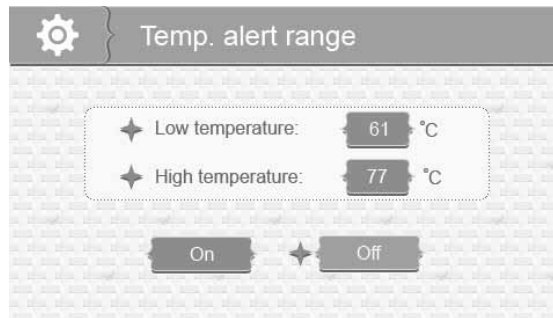 Temp. alert range
Low temperature: 61 °C
High temperature: 77 °C
On Off